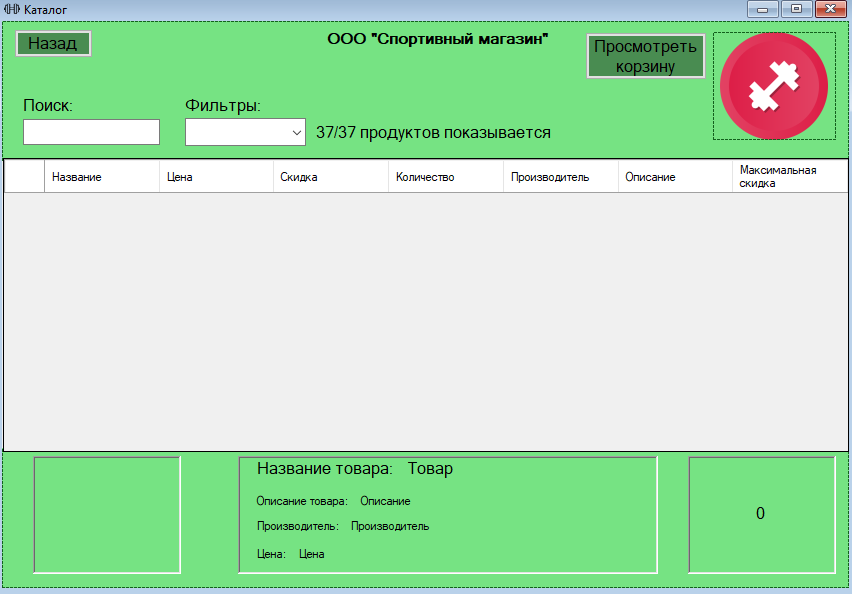 Каталог
Назад
ООО "Спортивный магазин"
Просмотреть
корзину
Поиск:
Фильтры:
37/37 продуктов показывается
Название
Цена
Скидка
Количество
Производитель
Описание
Максимальная
скидка
Название товара: Товар
Описание товара: Описание
Производитель: Производитель
Цена: Цена
0